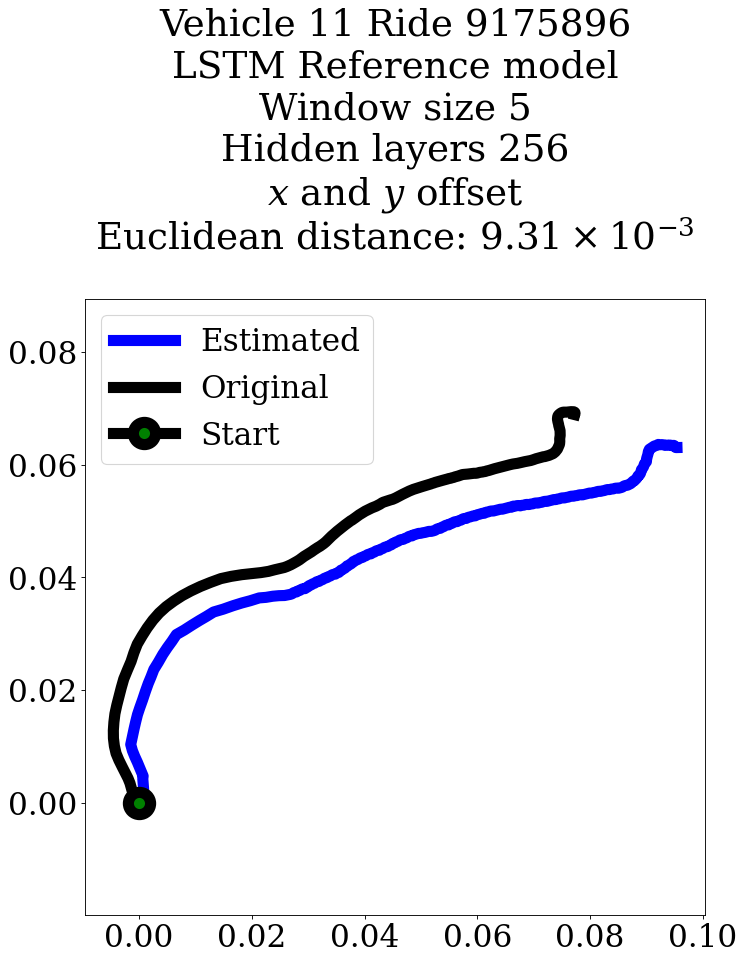 Vehicle 11 Ride 9175896
LSTM Reference model
Window size 5
Hidden layers 256
x and y offset
Euclidean distance: 9.31 × 10⁻³
Estimated
Original
Start
0.08
0.06
0.04
0.02
0.00
0.00 0.02 0.04 0.06 0.08 0.10